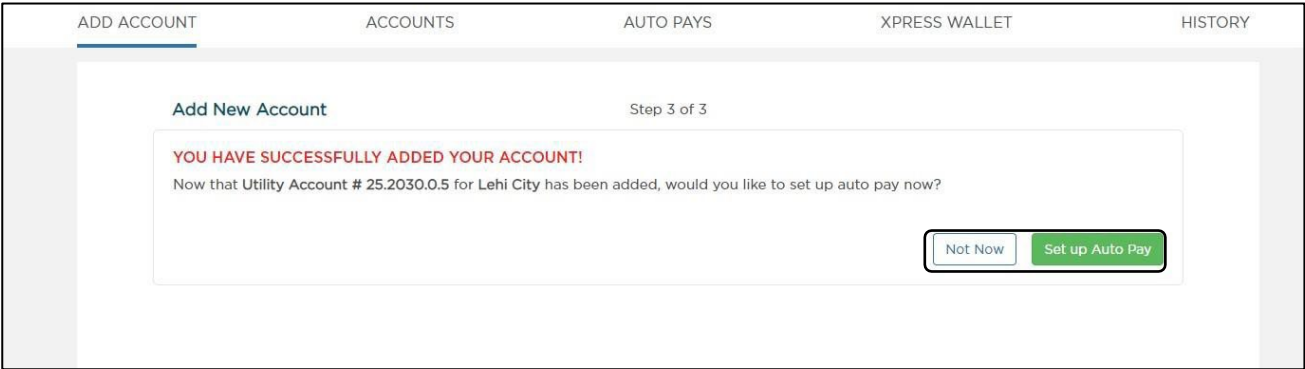 ADD ACCOUNT ACCOUNTS AUTO PAYS XPRESS WALLET HISTORY
Add New Account Step 3 of 3
YOU HAVE SUCCESSFULLY ADDED YOUR ACCOUNT!
Now that Utility Account # 25.2030.0.5 for Lehi City has been added, would you like to set up auto pay now?
Not Now Set up Auto Pay